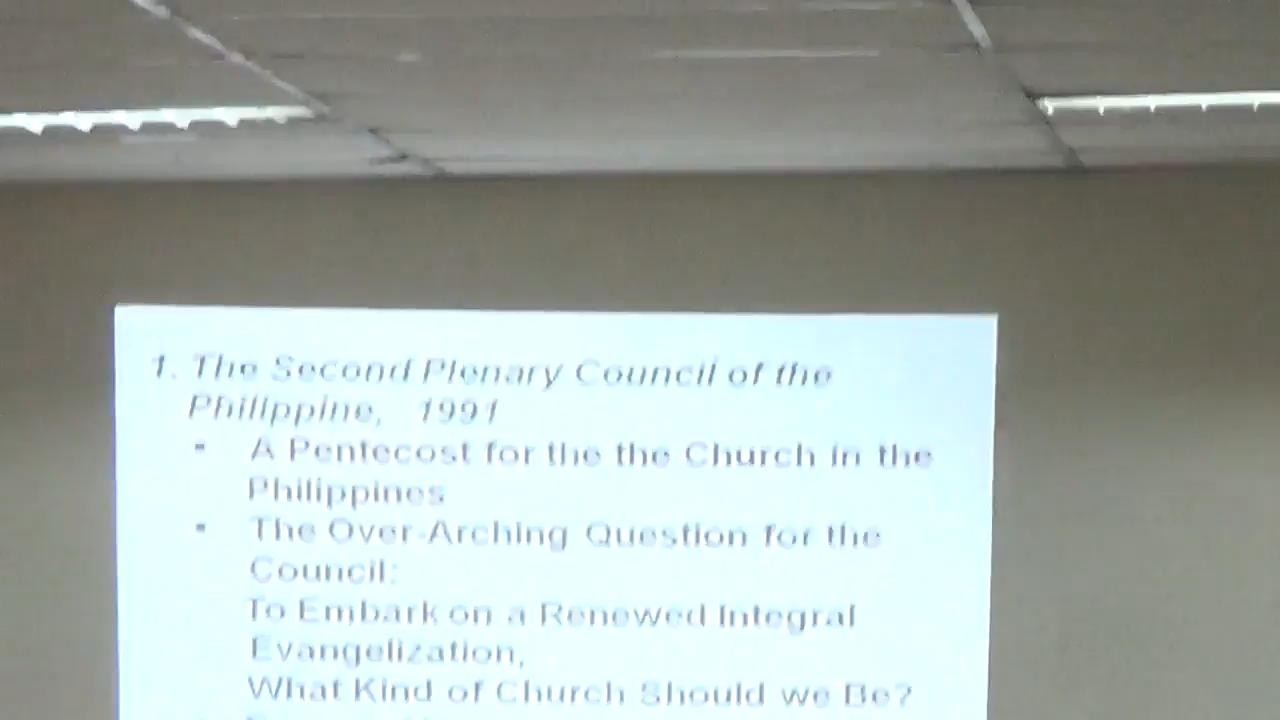 1. The Second Plenary Council of the
Philippine, 1991
▪ A Pentecost for the the Church in the
Philippines
▪ The Over-Arching Question for the
Council:
To Embark on a Renewed Integral
Evangelization,
What Kind of Church Should we Be?